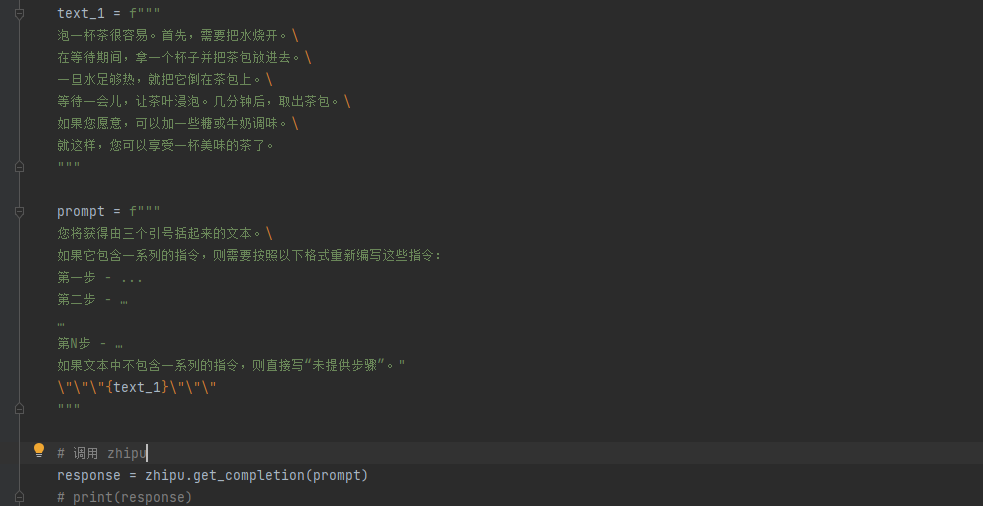 text_1 = f"""
泡一杯茶很容易。首先，需要把水烧开。\
在等待期间，拿一个杯子并把茶包放进去。\
一旦水足够热，就把它倒在茶包上。\
等待一会儿，让茶叶浸泡。几分钟后，取出茶包。\
如果您愿意，可以加一些糖或牛奶调味。\
就这样，您可以享受一杯美味的茶了。
"""
prompt = f"""
您将获得由三个引号括起来的文本。\
如果它包含一系列的指令，则需要按照以下格式重新编写这些指令:
第一步 - ...
第二步 - …
…
第N步 - …
如果文本中不包含一系列的指令，则直接写“未提供步骤”。"
\"\"\"{text_1}\"\"\"
"""
# 调用 zhipu
response = zhipu.get_completion(prompt)
# print(response)